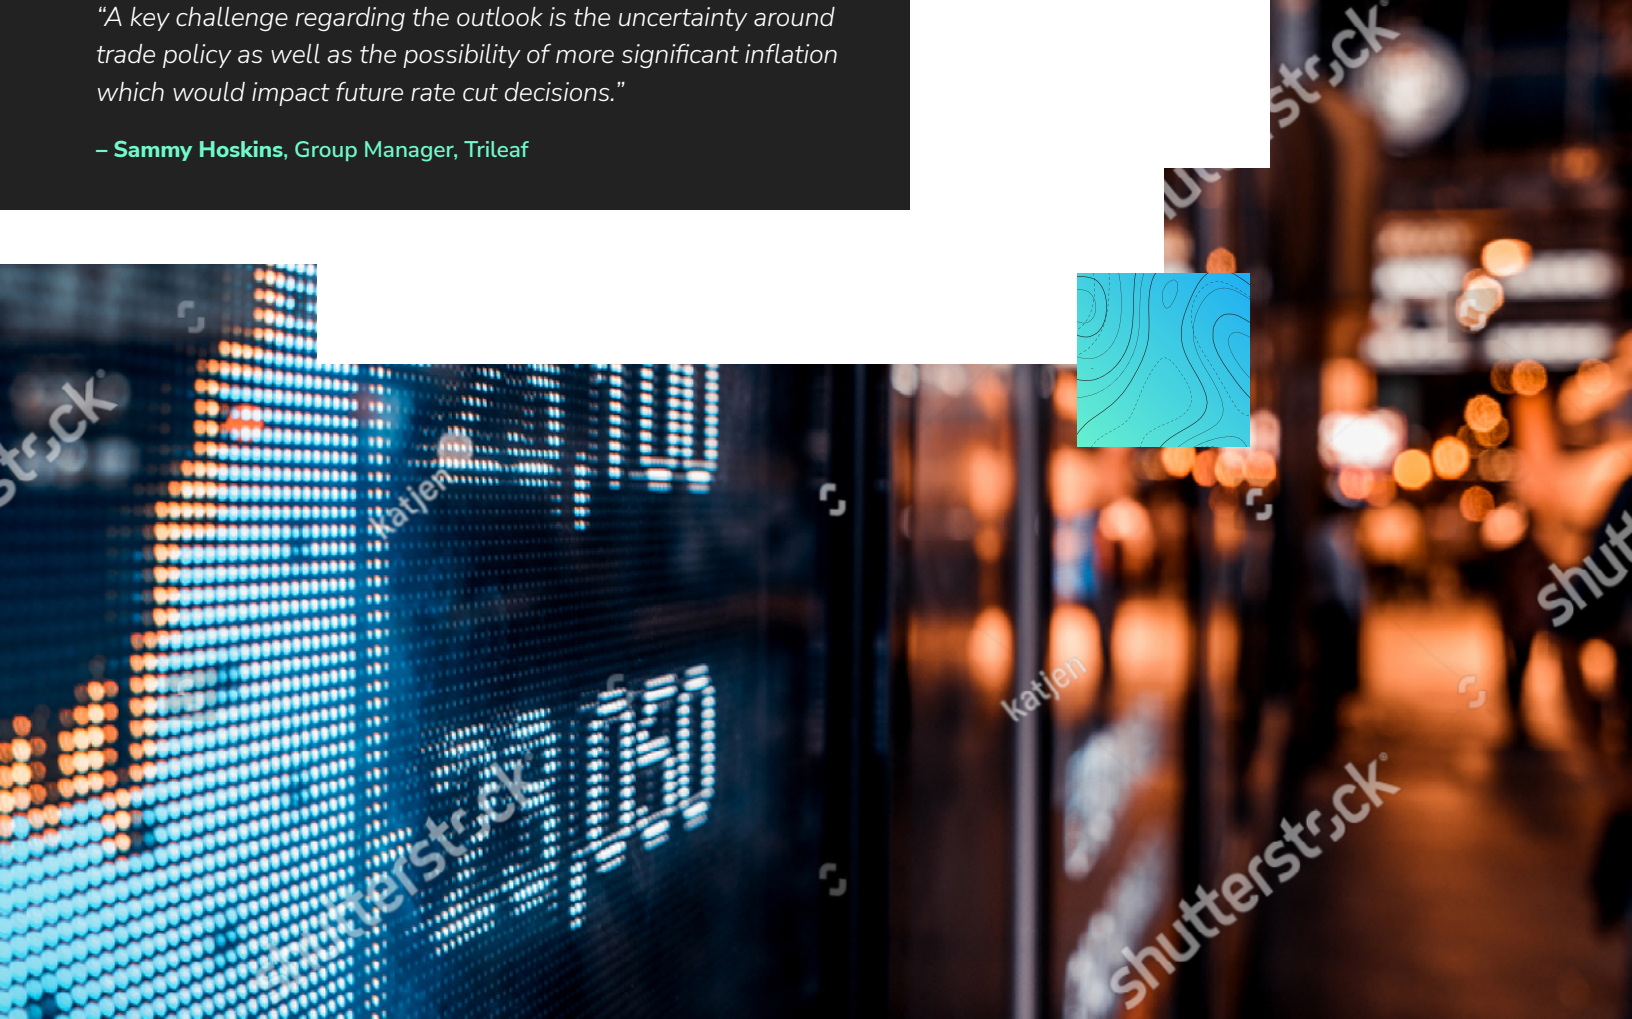 “A key challenge regarding the outlook is the uncertainty around
trade policy as well as the possibility of more significant inflation
which would impact future rate cut decisions.”
– Sammy Hoskins, Group Manager, Trileaf
shutterstock
katjen
katjen
shutterstock
shutterstock